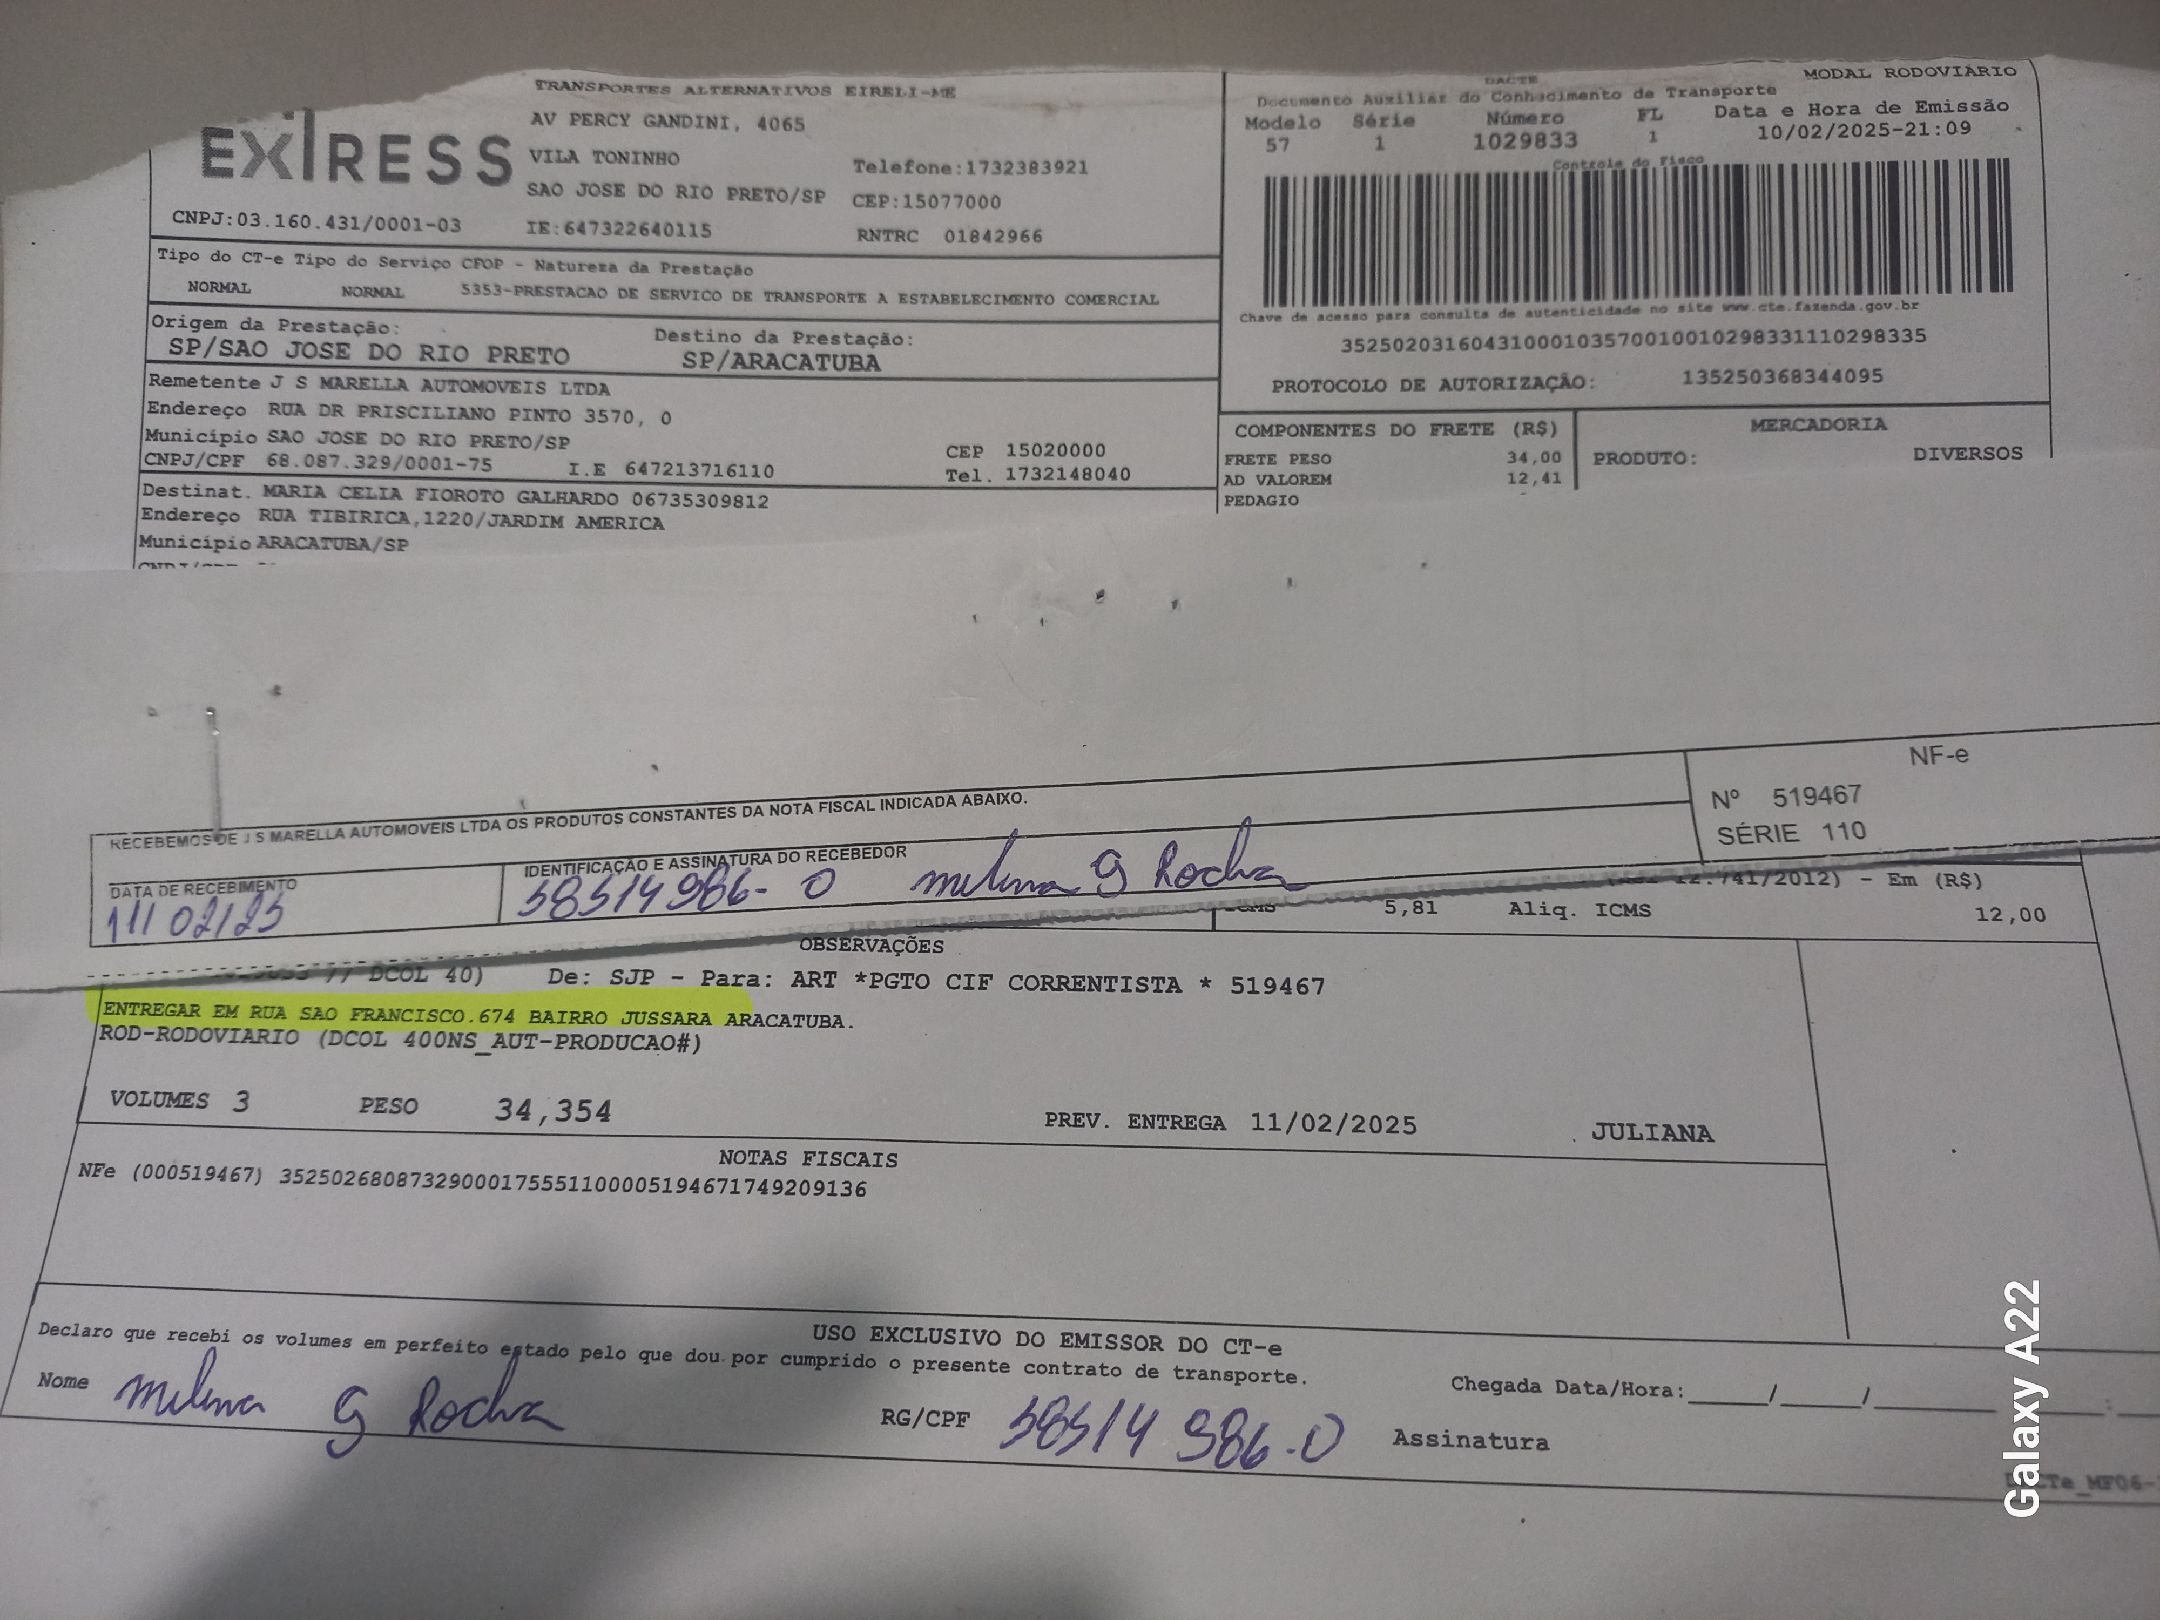 TRANSPORTES ALTERNATIVOS EIRELI-ME
EX RESS
AV PERCY GANDINI, 4065
VILA TONINHO
Telefone:1732383921
SAO JOSE DO RIO PRETO/SP CEP:15077000
CNPJ:03.160.431/0001-03 IE:647322640115 RNTRC 01842966
DACTE MODAL RODOVIÁRIO
Documento Auxiliar do Conhecimento de Transporte
Modelo Série Número FL Data e Hora de Emissão
57 1 1029833 1 10/02/2025-21:09
Controle do Fisco
Chave de acesso para consulta de autenticidade no site www.cte.fazenda.gov.br
35250203160431000103570010010298331110298335
PROTOCOLO DE AUTORIZAÇÃO: 135250368344095
Tipo do CT-e Tipo do Serviço CFOP - Natureza da Prestação
NORMAL NORMAL 5353-PRESTACAO DE SERVICO DE TRANSPORTE A ESTABELECIMENTO COMERCIAL
Origem da Prestação: Destino da Prestação:
SP/SAO JOSE DO RIO PRETO SP/ARACATUBA
Remetente J S MARELLA AUTOMOVEIS LTDA
Endereço RUA DR PRISCILIANO PINTO 3570, 0
Município SAO JOSE DO RIO PRETO/SP CEP 15020000
CNPJ/CPF 68.087.329/0001-75 I.E 647213716110 Tel. 1732148040
Destinat. MARIA CELIA FIOROTO GALHARDO 06735309812
Endereço RUA TIBIRICA,1220/JARDIM AMERICA
Município ARACATUBA/SP
COMPONENTES DO FRETE (R$)
FRETE PESO 34,00
AD VALOREM 12,41
PEDAGIO -
MERCADORIA
PRODUTO: DIVERSOS
RECEBEMOS DE J S MARELLA AUTOMOVEIS LTDA OS PRODUTOS CONSTANTES DA NOTA FISCAL INDICADA ABAIXO.
NF-e
Nº 519467
SÉRIE 110
DATA DE RECEBIMENTO
11/02/25
IDENTIFICAÇÃO E ASSINATURA DO RECEBEDOR
58514986-0 Milena G Rocha
12.741/2012) - Em (R$)
5,81 Aliq. ICMS 12,00
OBSERVAÇÕES
// DCOL 40) De: SJP - Para: ART *PGTO CIF CORRENTISTA * 519467
ENTREGAR EM RUA SAO FRANCISCO.674 BAIRRO JUSSARA ARACATUBA.
ROD-RODOVIARIO (DCOL 400NS_AUT-PRODUCAO#)
VOLUMES 3 PESO 34,354 PREV. ENTREGA 11/02/2025 JULIANA
NOTAS FISCAIS
NFe (000519467) 35250268087329000175551100005194671749209136
USO EXCLUSIVO DO EMISSOR DO CT-e
Declaro que recebi os volumes em perfeito estado pelo que dou por cumprido o presente contrato de transporte.
Nome Milena G Rocha RG/CPF 58514 986-0 Chegada Data/Hora:_____/_____/
Assinatura
Galaxy A22